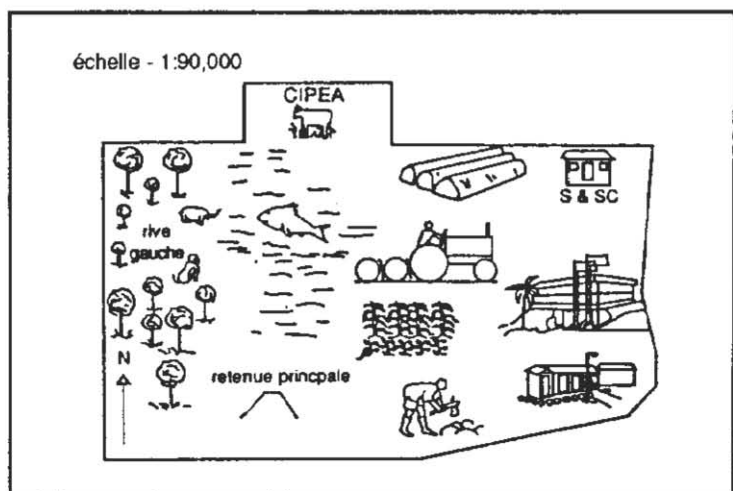 échelle - 1:90,000
CIPEA
S & SC
rive
gauche
N
retenue princpale